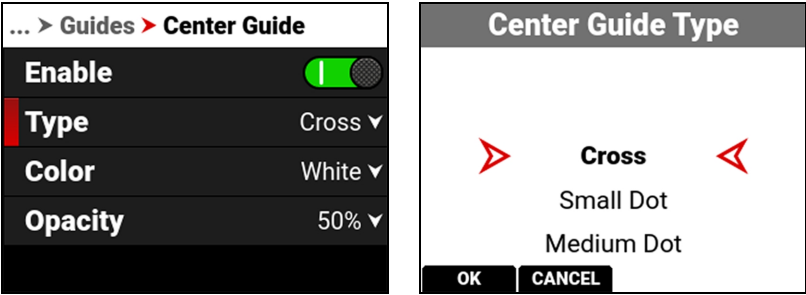 ... > Guides > Center Guide
Enable
Type Cross
Color White
Opacity 50%
Center Guide Type
Cross
Small Dot
Medium Dot
OK CANCEL